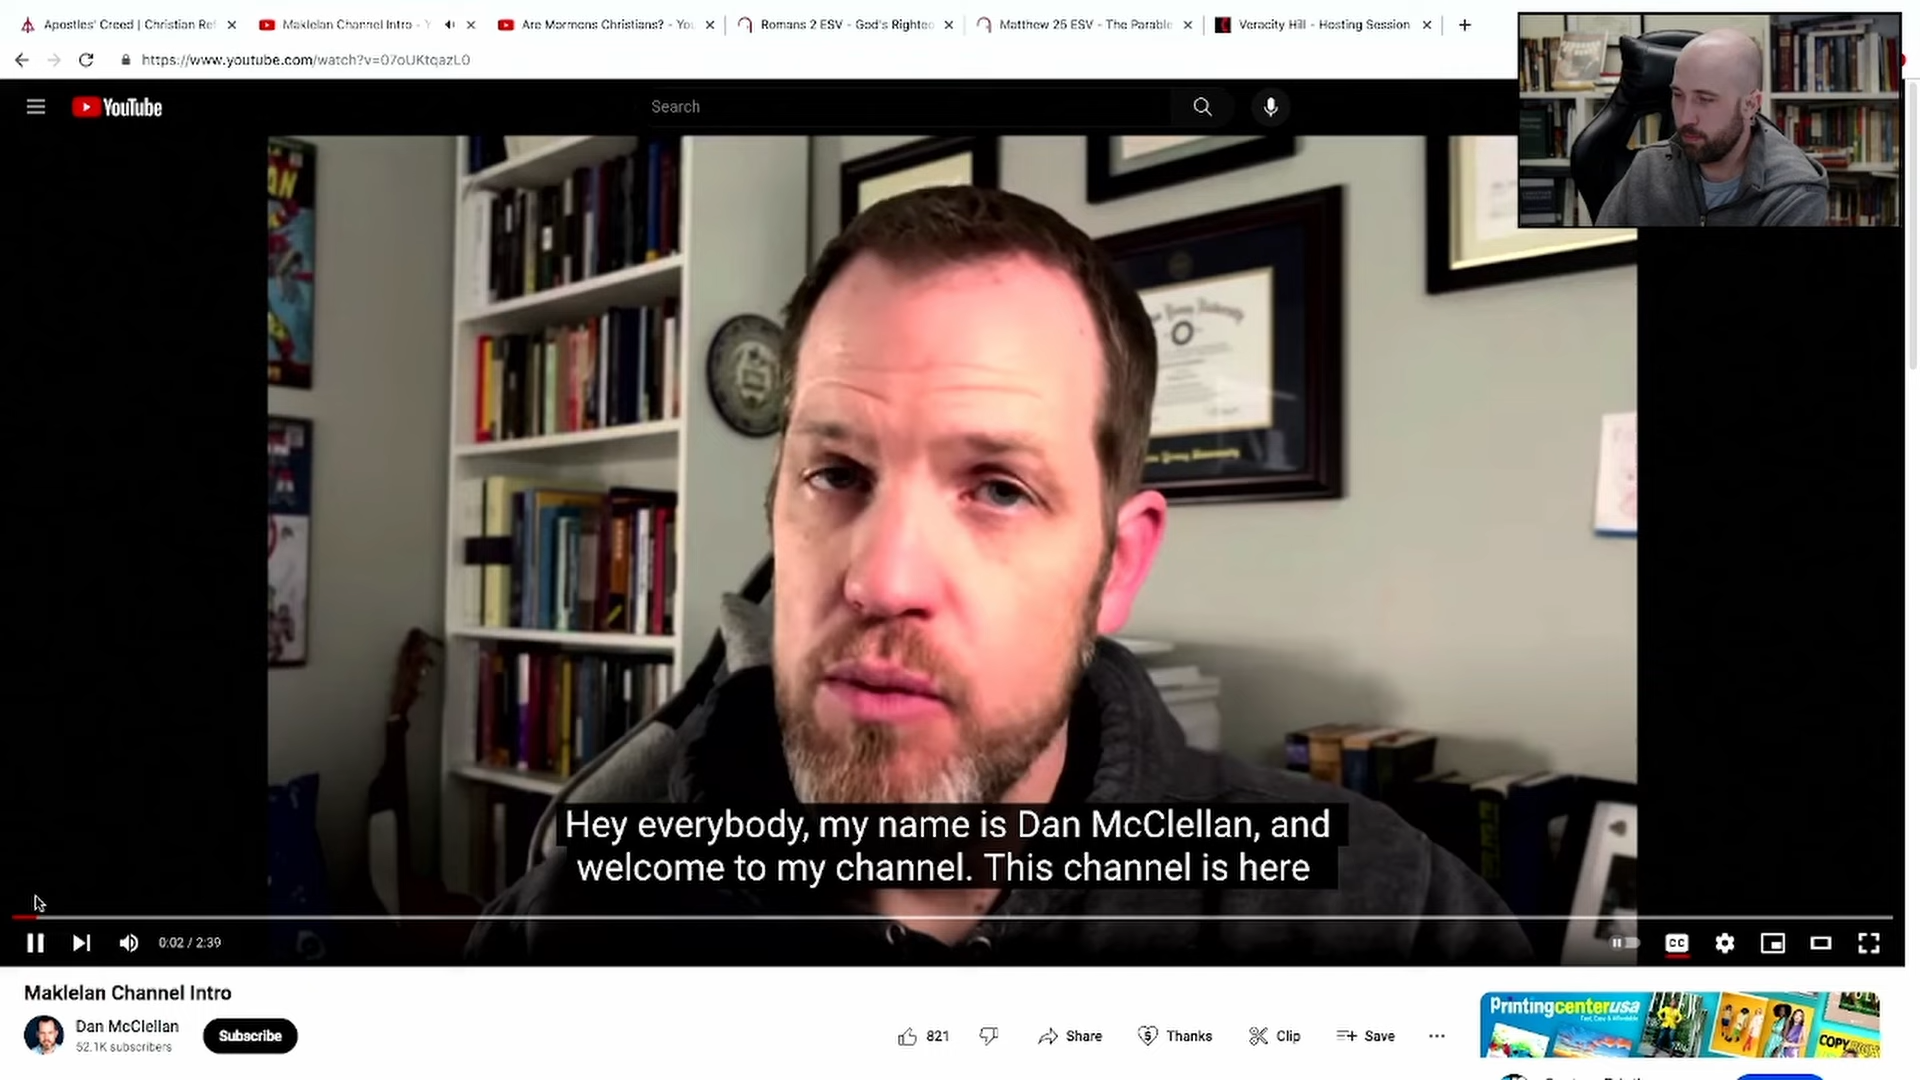 Apostles' Creed | Christian Ref
Maklelan Channel Intro - Y
Are Mormons Christians? - You
Romans 2 ESV - God's Righteo
Matthew 25 ESV - The Parable
Veracity Hill - Hosting Session
https://www.youtube.com/watch?v=07oUKtqazL0
YouTube
Search
Hey everybody, my name is Dan McClellan, and
welcome to my channel. This channel is here
0:02 / 2:39
CC
Maklelan Channel Intro
Dan McClellan
52.1K subscribers
Subscribe
821
Share
Thanks
Clip
Save
Printingcenterusa
COPY